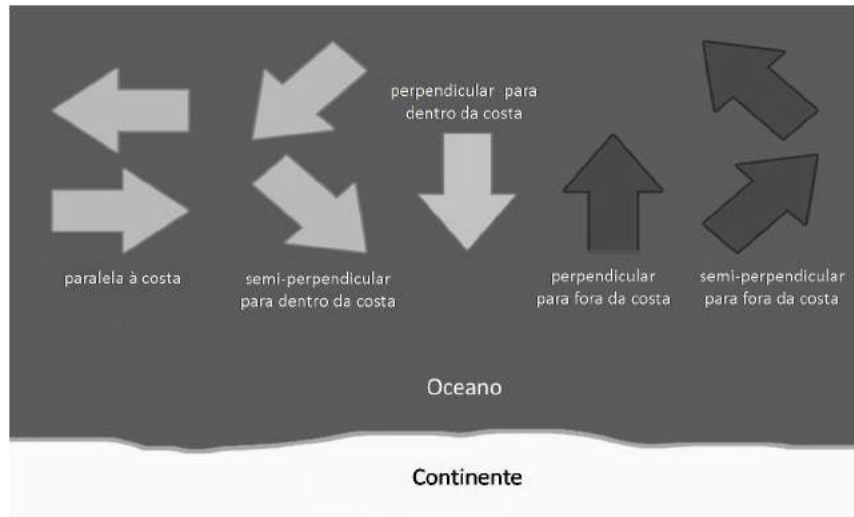 perpendicular para
dentro da costa
paralela à costa
semi-perpendicular
para dentro da costa
perpendicular
para fora da costa
semi-perpendicular
para fora da costa
Oceano
Continente